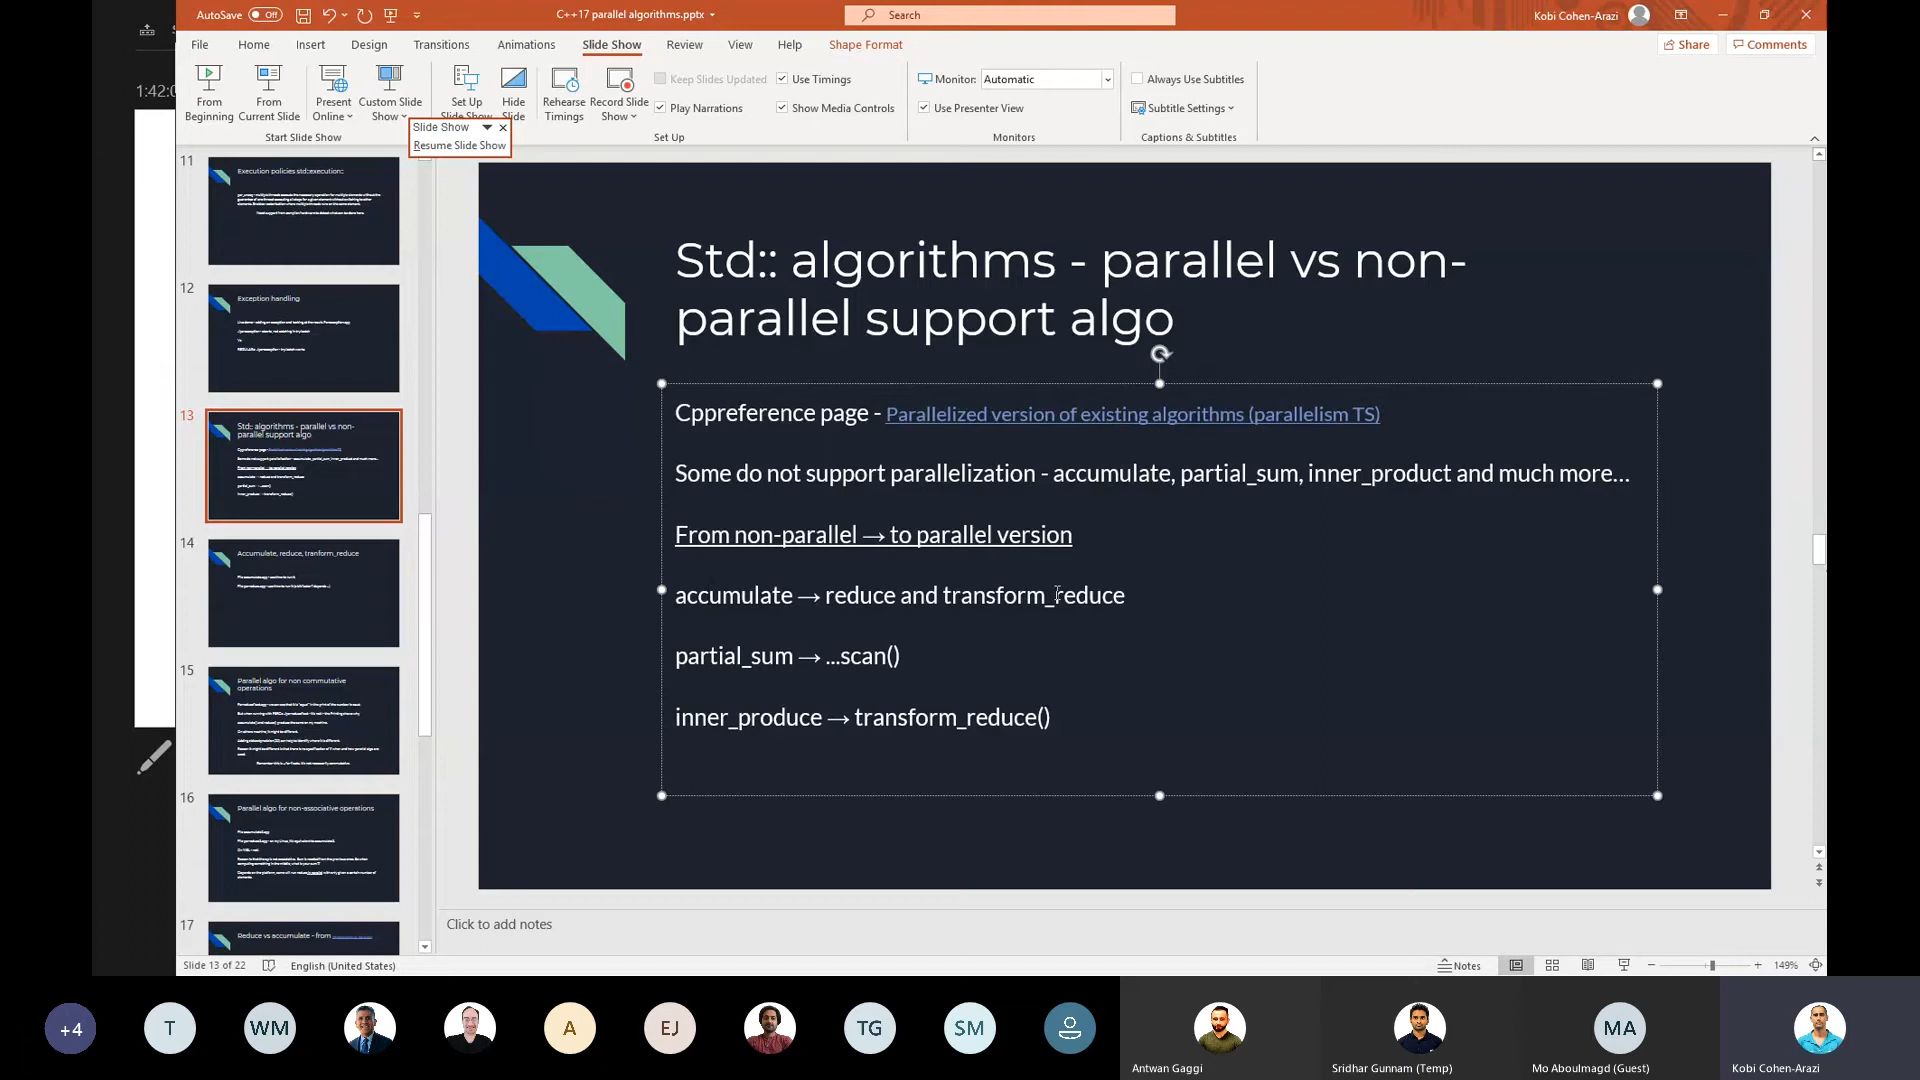 AutoSave Off
C++17 parallel algorithms.pptx
Search
Kobi Cohen-Arazi
File Home Insert Design Transitions Animations Slide Show Review View Help Shape Format
Share Comments
1:42:0
From Beginning
From Current Slide
Present Online
Custom Slide Show
Set Up Slide Show
Hide Slide
Rehearse Timings
Record Slide Show
Keep Slides Updated
Play Narrations
Use Timings
Show Media Controls
Monitor: Automatic
Use Presenter View
Always Use Subtitles
Subtitle Settings
Start Slide Show
Set Up
Monitors
Captions & Subtitles
Slide Show
Resume Slide Show
11
Execution policies std::execution::
12
Exception handling
13
Std:: algorithms - parallel vs non-
parallel support algo
14
Accumulate, reduce, tranform_reduce
15
Parallel algo for non commutative
operations
16
Parallel algo for non-associative operations
17
Reduce vs accumulate - from
Std:: algorithms - parallel vs non-
parallel support algo
Cppreference page - Parallelized version of existing algorithms (parallelism TS)
Some do not support parallelization - accumulate, partial_sum, inner_product and much more...
From non-parallel → to parallel version
accumulate → reduce and transform_reduce
partial_sum → ...scan()
inner_produce → transform_reduce()
Click to add notes
Slide 13 of 22
English (United States)
Notes
149%
+4
T
WM
A
EJ
TG
SM
MA
Antwan Gaggi
Sridhar Gunnam (Temp)
Mo Aboulmagd (Guest)
Kobi Cohen-Arazi